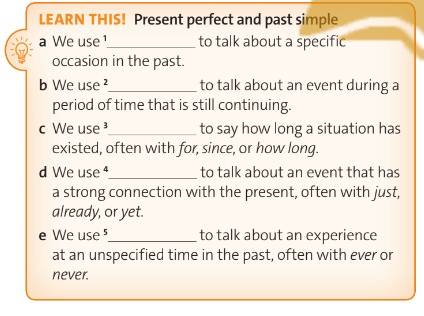 LEARN THIS! Present perfect and past simple
a We use ¹____________ to talk about a specific
occasion in the past.
b We use ²____________ to talk about an event during a
period of time that is still continuing.
c We use ³____________ to say how long a situation has
existed, often with for, since, or how long.
d We use ⁴____________ to talk about an event that has
a strong connection with the present, often with just,
already, or yet.
e We use ⁵____________ to talk about an experience
at an unspecified time in the past, often with ever or
never.